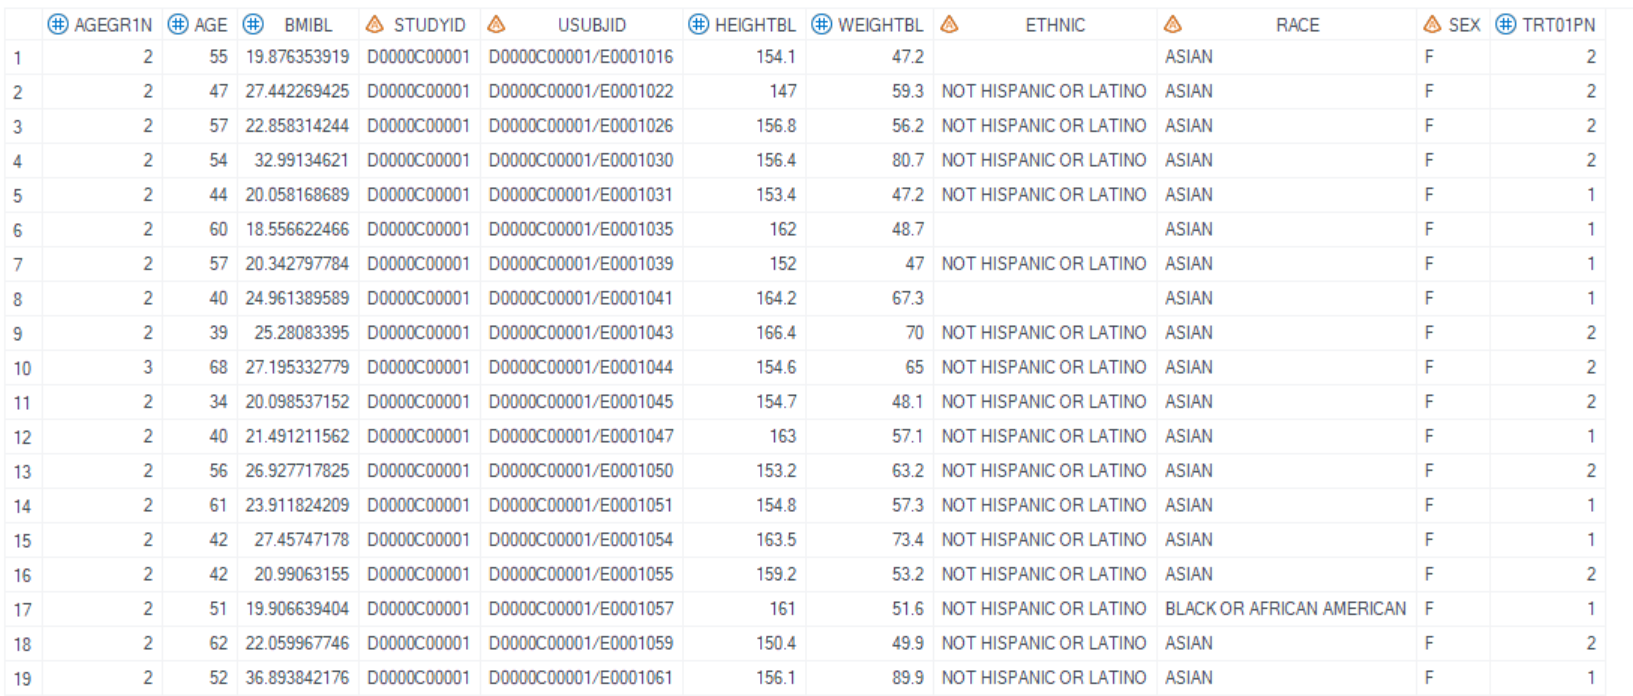 AGEGR1N AGE BMIBL STUDYID USUBJID HEIGHTBL WEIGHTBL ETHNIC RACE SEX TRT01PN
1 2 55 19.876353919 D0000C00001 D0000C00001/E0001016 154.1 47.2 ASIAN F 2
2 2 47 27.442269425 D0000C00001 D0000C00001/E0001022 147 59.3 NOT HISPANIC OR LATINO ASIAN F 2
3 2 57 22.858314244 D0000C00001 D0000C00001/E0001026 156.8 56.2 NOT HISPANIC OR LATINO ASIAN F 2
4 2 54 32.99134621 D0000C00001 D0000C00001/E0001030 156.4 80.7 NOT HISPANIC OR LATINO ASIAN F 2
5 2 44 20.058168689 D0000C00001 D0000C00001/E0001031 153.4 47.2 NOT HISPANIC OR LATINO ASIAN F 1
6 2 60 18.556622466 D0000C00001 D0000C00001/E0001035 162 48.7 ASIAN F 1
7 2 57 20.342797784 D0000C00001 D0000C00001/E0001039 152 47 NOT HISPANIC OR LATINO ASIAN F 1
8 2 40 24.961389589 D0000C00001 D0000C00001/E0001041 164.2 67.3 ASIAN F 1
9 2 39 25.28083395 D0000C00001 D0000C00001/E0001043 166.4 70 NOT HISPANIC OR LATINO ASIAN F 2
10 3 68 27.195332779 D0000C00001 D0000C00001/E0001044 154.6 65 NOT HISPANIC OR LATINO ASIAN F 2
11 2 34 20.098537152 D0000C00001 D0000C00001/E0001045 154.7 48.1 NOT HISPANIC OR LATINO ASIAN F 2
12 2 40 21.491211562 D0000C00001 D0000C00001/E0001047 163 57.1 NOT HISPANIC OR LATINO ASIAN F 1
13 2 56 26.927717825 D0000C00001 D0000C00001/E0001050 153.2 63.2 NOT HISPANIC OR LATINO ASIAN F 2
14 2 61 23.911824209 D0000C00001 D0000C00001/E0001051 154.8 57.3 NOT HISPANIC OR LATINO ASIAN F 1
15 2 42 27.45747178 D0000C00001 D0000C00001/E0001054 163.5 73.4 NOT HISPANIC OR LATINO ASIAN F 1
16 2 42 20.99063155 D0000C00001 D0000C00001/E0001055 159.2 53.2 NOT HISPANIC OR LATINO ASIAN F 2
17 2 51 19.906639404 D0000C00001 D0000C00001/E0001057 161 51.6 NOT HISPANIC OR LATINO BLACK OR AFRICAN AMERICAN F 1
18 2 62 22.059967746 D0000C00001 D0000C00001/E0001059 150.4 49.9 NOT HISPANIC OR LATINO ASIAN F 2
19 2 52 36.893842176 D0000C00001 D0000C00001/E0001061 156.1 89.9 NOT HISPANIC OR LATINO ASIAN F 1